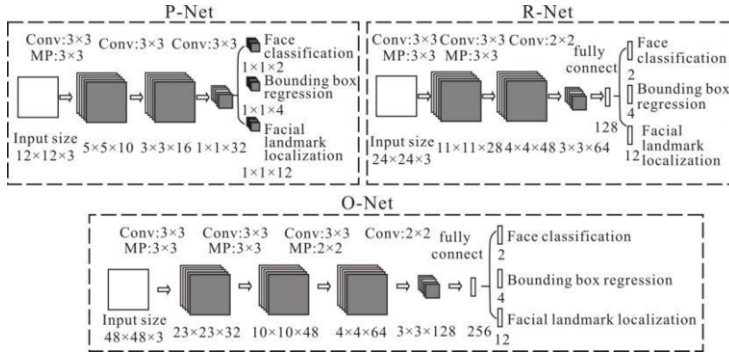 P-Net
Conv:3×3 Conv:3×3 Conv:3×3
MP:3×3
Face
classification
1×1×2
Bounding box
regression
1×1×4
Facial
landmark
localization
1×1×12
Input size
12×12×3
5×5×10 3×3×16 1×1×32
R-Net
Conv:3×3 Conv:3×3 Conv:2×2
MP:3×3 MP:3×3
fully
connect
Face
classification
2
Bounding box
regression
4
Facial
landmark
localization
12
128
Input size
24×24×3
11×11×28 4×4×48 3×3×64
O-Net
Conv:3×3 Conv:3×3 Conv:3×3 Conv:2×2
MP:3×3 MP:3×3 MP:2×2
fully
connect
Face classification
2
Bounding box regression
4
Facial landmark localization
12
Input size
48×48×3
23×23×32 10×10×48 4×4×64 3×3×128 256